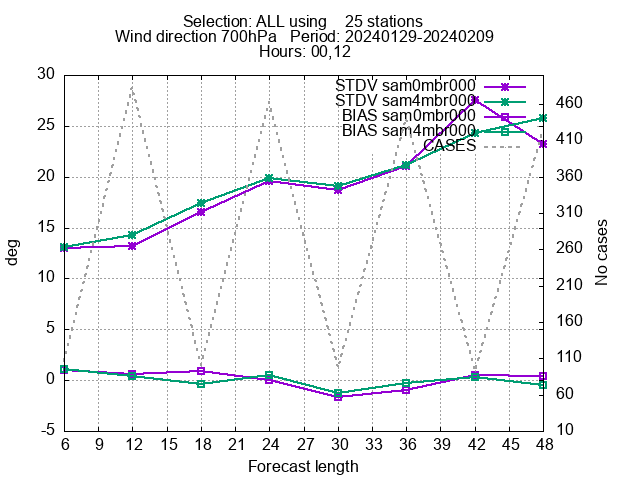 Selection: ALL using    25 stations
Wind direction 700hPa   Period: 20240129-20240209
Hours: 00,12
STDV sam0mbr000
STDV sam4mbr000
BIAS sam0mbr000
BIAS sam4mbr000
CASES
30
25
20
15
10
5
0
-5
deg
460
410
360
310
260
210
160
110
60
10
No cases
6 9 12 15 18 21 24 27 30 33 36 39 42 45 48
Forecast length